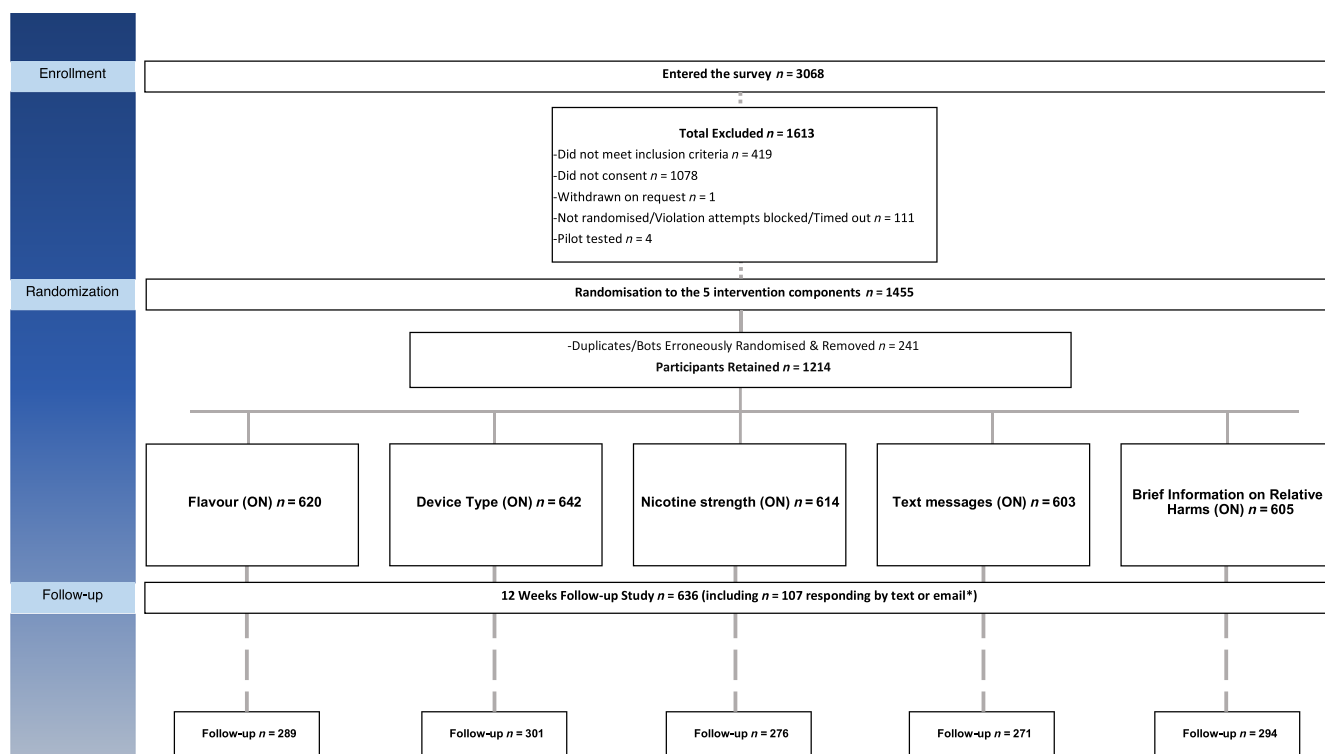 Enrollment
Entered the survey n = 3068
Total Excluded n = 1613
-Did not meet inclusion criteria n = 419
-Did not consent n = 1078
-Withdrawn on request n = 1
-Not randomised/Violation attempts blocked/Timed out n = 111
-Pilot tested n = 4
Randomization
Randomisation to the 5 intervention components n = 1455
-Duplicates/Bots Erroneously Randomised & Removed n = 241
Participants Retained n = 1214
Flavour (ON) n = 620
Device Type (ON) n = 642
Nicotine strength (ON) n = 614
Text messages (ON) n = 603
Brief Information on Relative
Harms (ON) n = 605
Follow-up
12 Weeks Follow-up Study n = 636 (including n = 107 responding by text or email*)
Follow-up n = 289
Follow-up n = 301
Follow-up n = 276
Follow-up n = 271
Follow-up n = 294